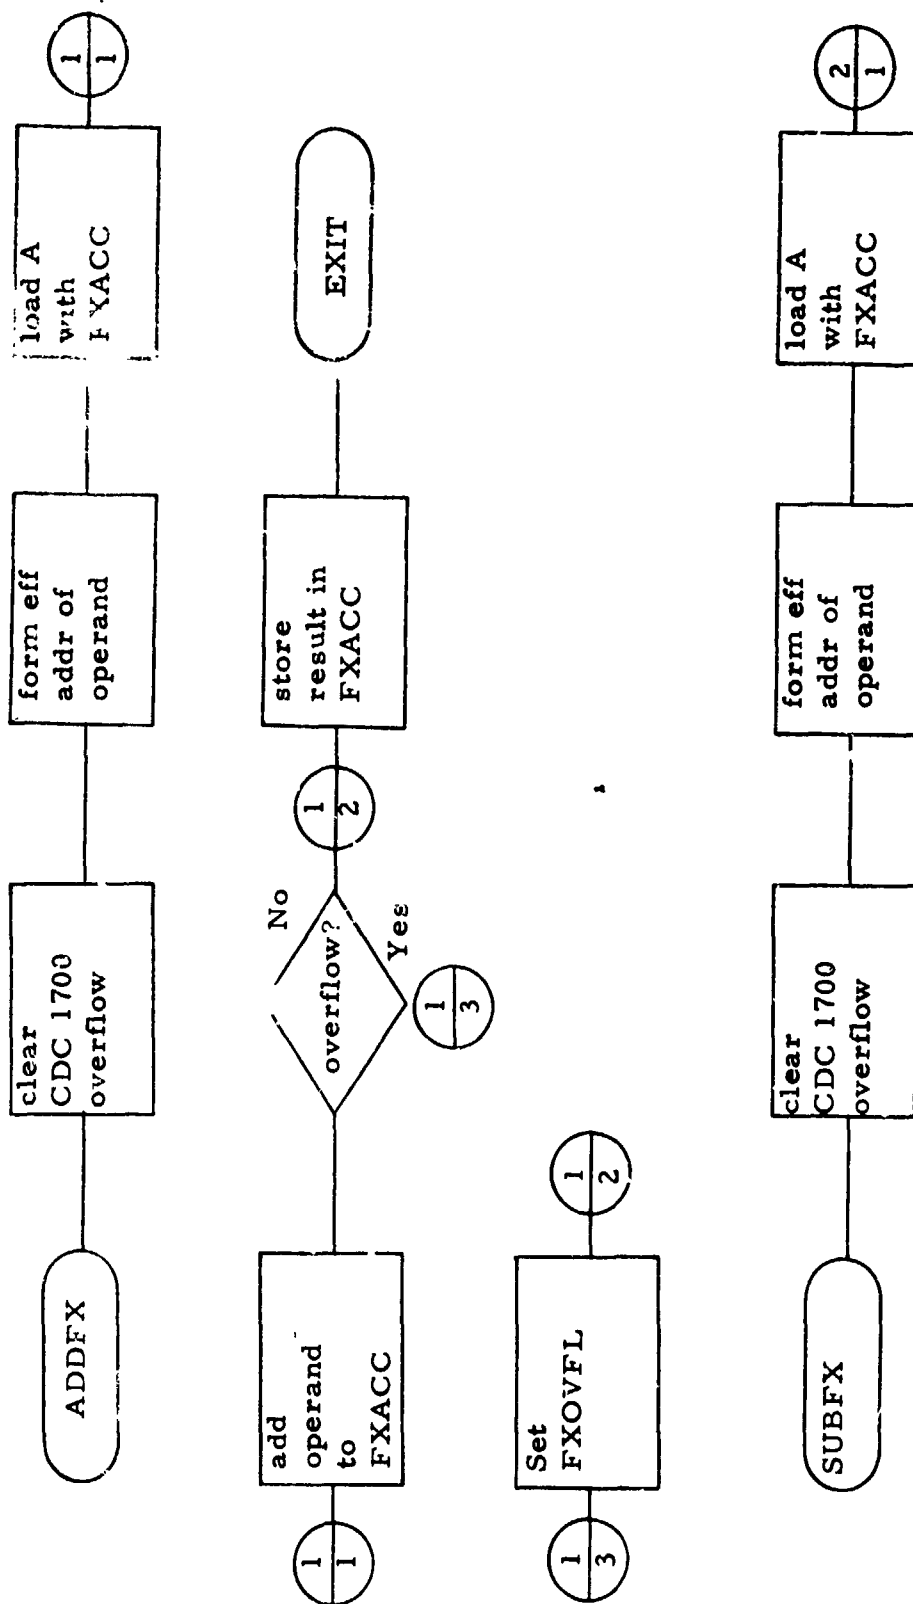 ADDFX
clear
CDC 1700
overflow
form eff
addr of
operand
load A
with
FXACC
1
1
1
1
add
operand
to
FXACC
overflow?
No
Yes
1
3
1
2
store
result in
FXACC
EXIT
1
3
Set
FXOVFL
1
2
SUBFX
clear
CDC 1700
overflow
form eff
addr of
operand
load A
with
FXACC
2
1